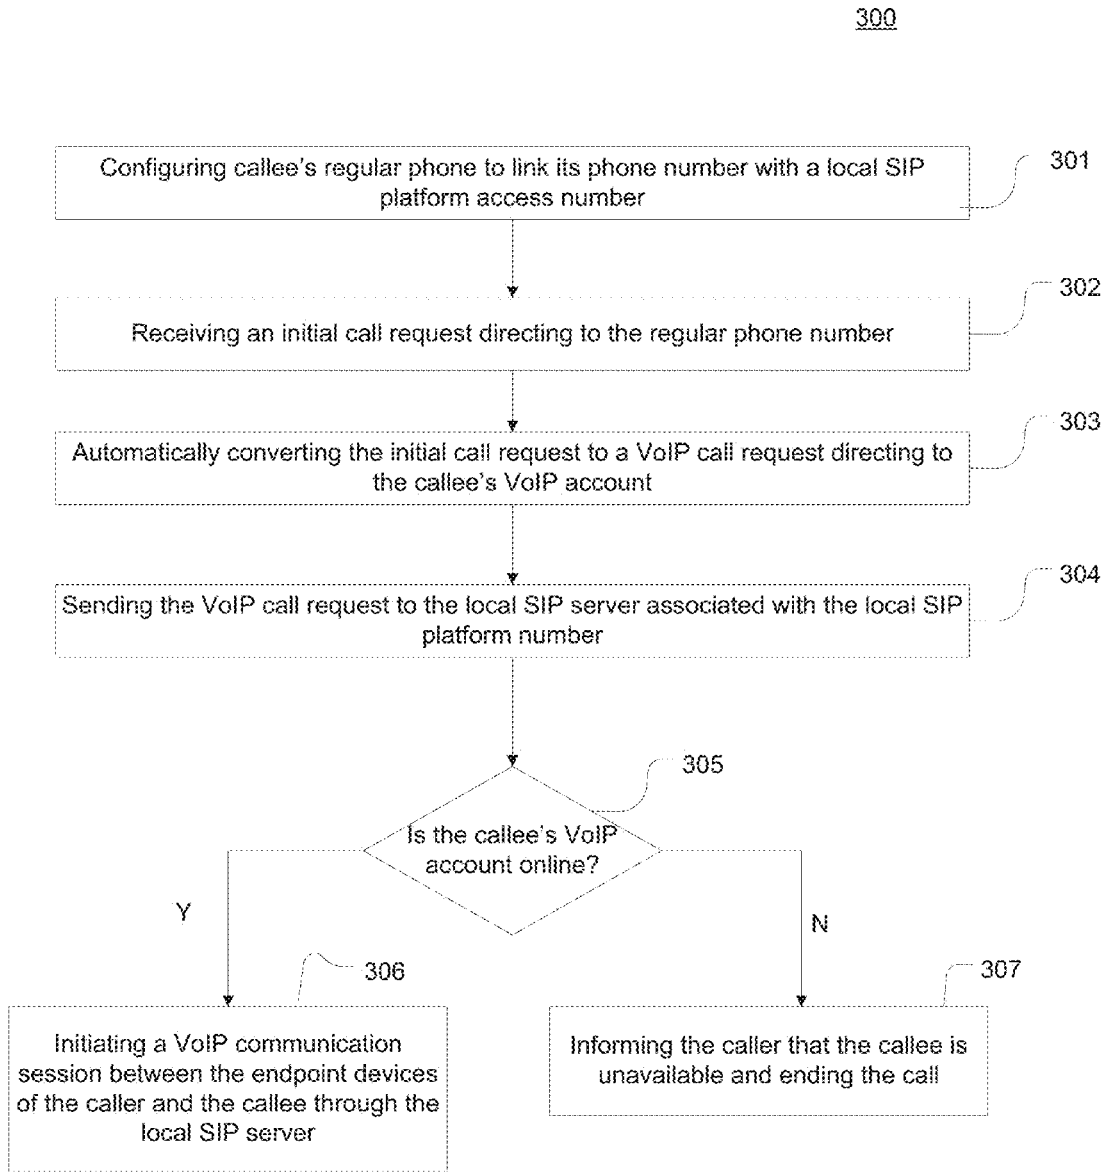 300
Configuring callee's regular phone to link its phone number with a local SIP
platform access number
301
Receiving an initial call request directing to the regular phone number
302
Automatically converting the initial call request to a VoIP call request directing to
the callee's VoIP account
303
Sending the VoIP call request to the local SIP server associated with the local SIP
platform number
304
Is the callee's VoIP
account online?
305
Y
N
306
Initiating a VoIP communication
session between the endpoint devices
of the caller and the callee through the
local SIP server
307
Informing the caller that the callee is
unavailable and ending the call